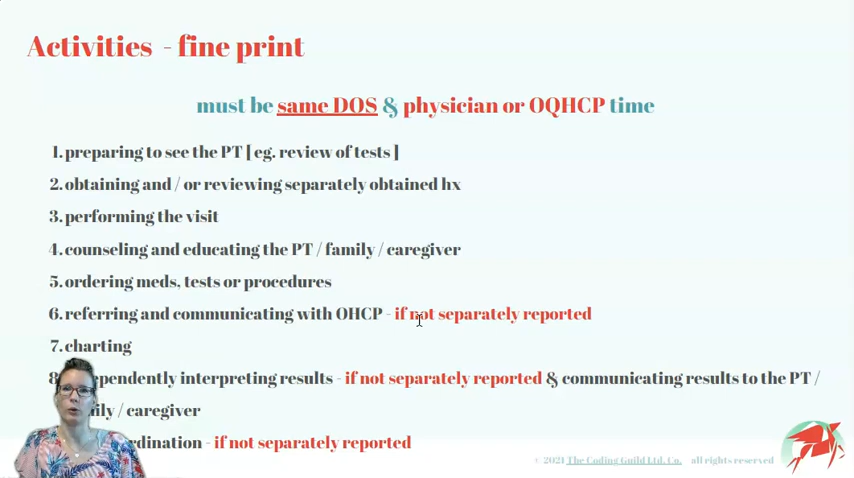 Activities - fine print
must be same DOS & physician or OQHCP time
1. preparing to see the PT [ eg. review of tests ]
2. obtaining and / or reviewing separately obtained hx
3. performing the visit
4. counseling and educating the PT / family / caregiver
5. ordering meds, tests or procedures
6. referring and communicating with OHCP - if not separately reported
7. charting
8 interpreting results - if not separately reported & communicating results to the PT /
/ caregiver
- if not separately reported
© 2021 The Coding Guild Ltd. Co. all rights reserved